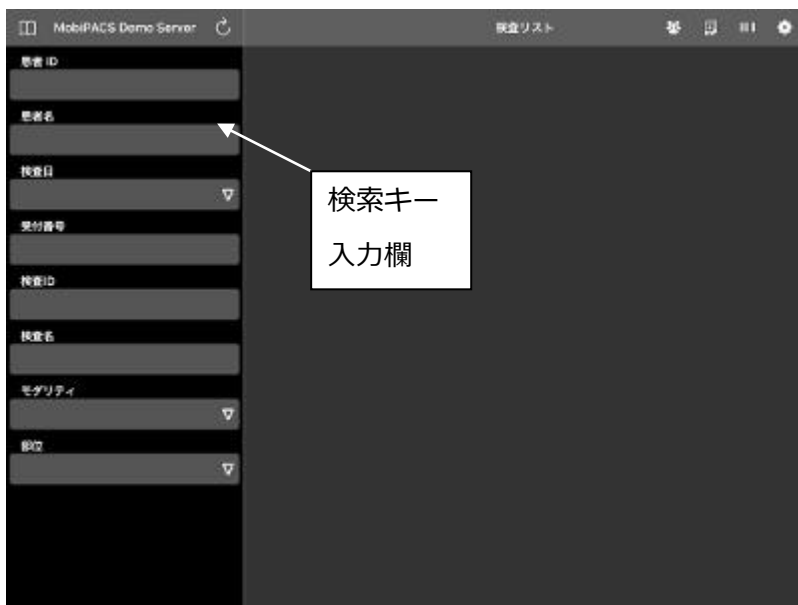 MobiPACS Demo Server
検査リスト
患者ID
患者名
検査日
受付番号
検査ID
検査名
モダリティ
部位
検索キー
入力欄